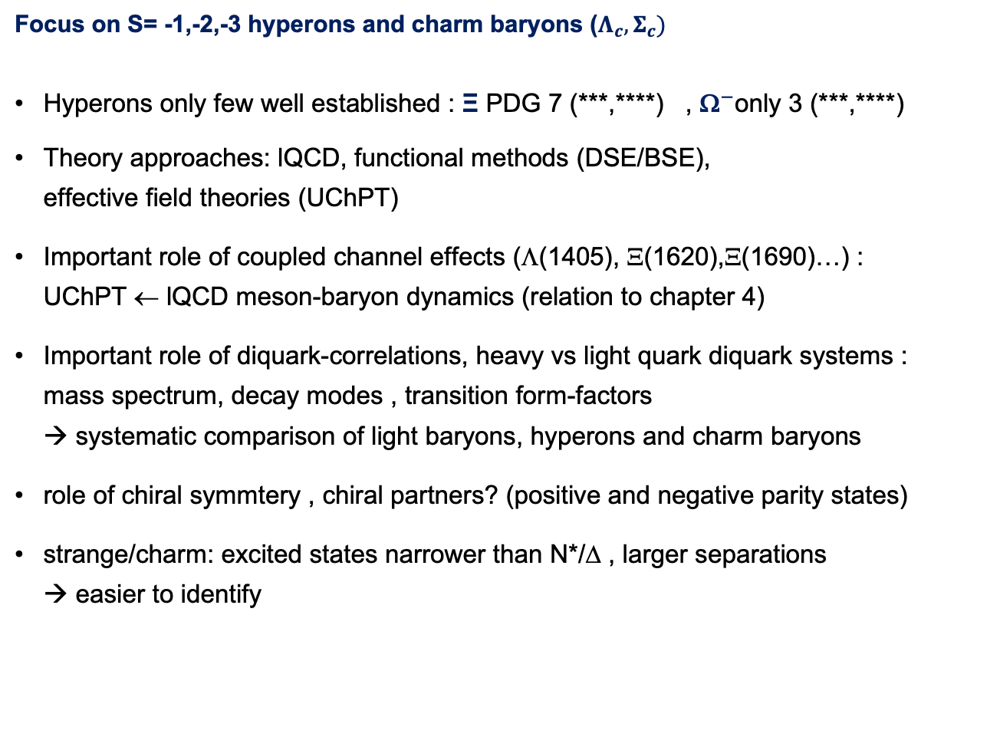 Focus on S= -1,-2,-3 hyperons and charm baryons (Λc, Σc)
• Hyperons only few well established : Ξ PDG 7 (***,****) , Ω⁻ only 3 (***,****)
• Theory approaches: lQCD, functional methods (DSE/BSE),
effective field theories (UChPT)
• Important role of coupled channel effects (Λ(1405), Ξ(1620),Ξ(1690)…) :
UChPT ← lQCD meson-baryon dynamics (relation to chapter 4)
• Important role of diquark-correlations, heavy vs light quark diquark systems :
mass spectrum, decay modes , transition form-factors
→ systematic comparison of light baryons, hyperons and charm baryons
• role of chiral symmtery , chiral partners? (positive and negative parity states)
• strange/charm: excited states narrower than N*/Δ , larger separations
→ easier to identify